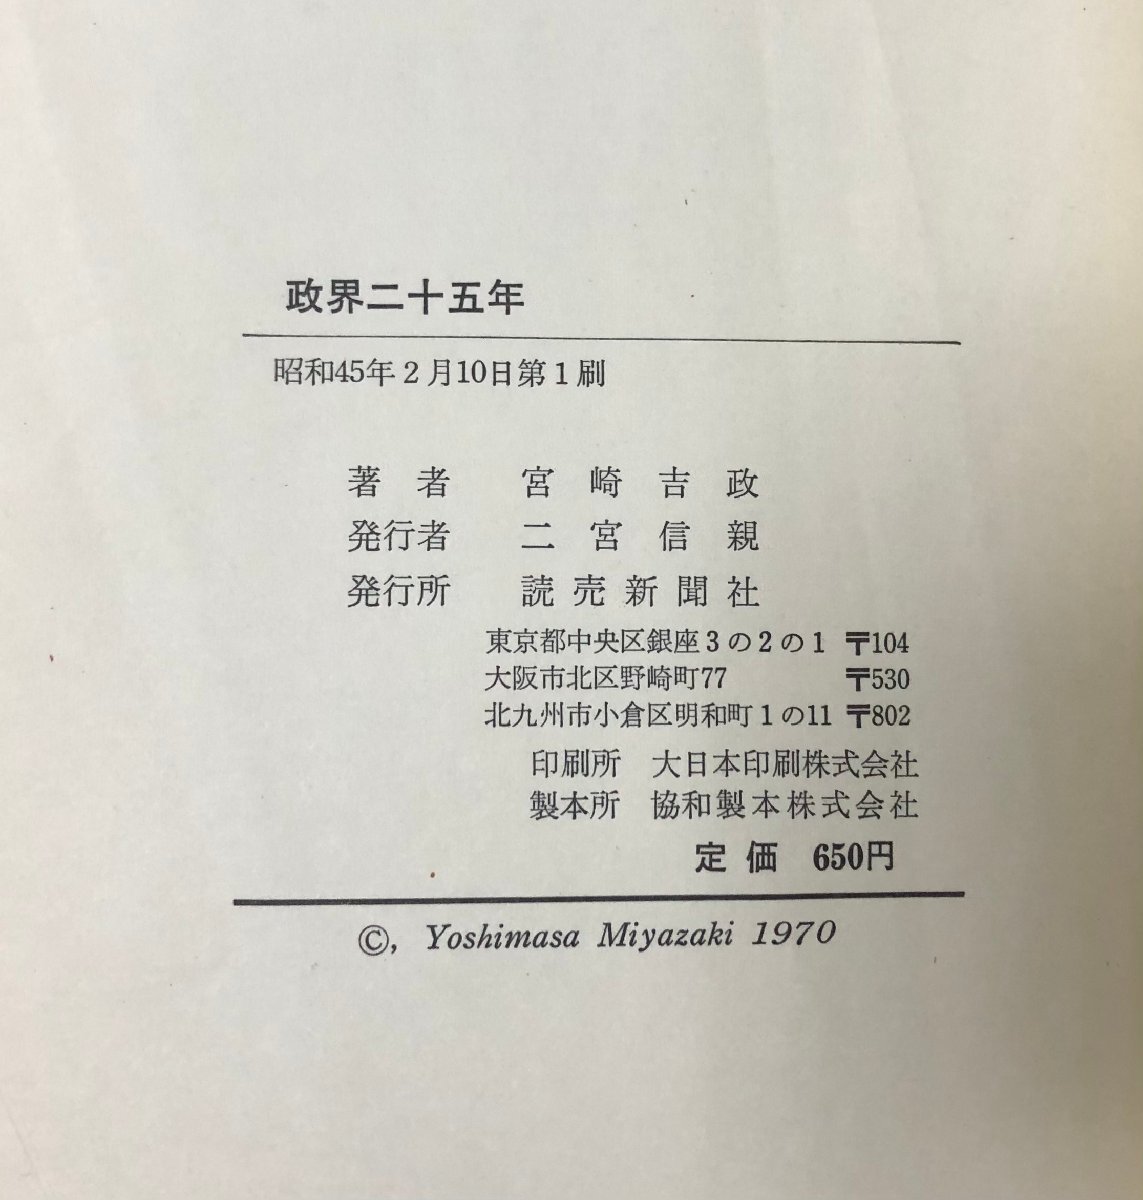 政界二十五年
昭和45年2月10日第1刷
著者 宮崎吉政
発行者 二宮信親
発行所 読売新聞社
東京都中央区銀座3の2の1 〒104
大阪市北区野崎町77 〒530
北九州市小倉区明和町1の11 〒802
印刷所 大日本印刷株式会社
製本所 協和製本株式会社
定価 650円
©, Yoshimasa Miyazaki 1970